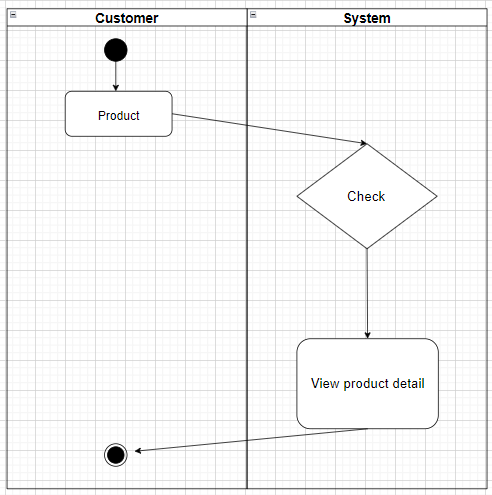 Customer
System
Product
Check
View product detail